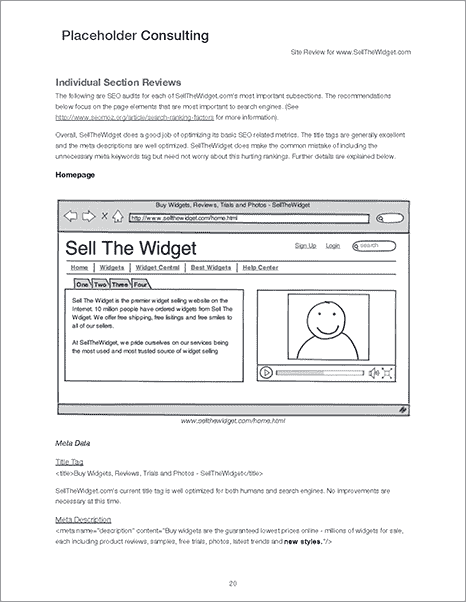 Placeholder Consulting
Site Review for www.SellTheWidget.com
Individual Section Reviews
The following are SEO audits for each of SellTheWidget.com's most important subsections. The recommendations
below focus on the page elements that are most important to search engines. (See
http://www.seomoz.org/article/search-ranking-factors for more information).
Overall, SellTheWidget does a good job of optimizing its basic SEO related metrics. The title tags are generally excellent
and the meta descriptions are well optimized. SellTheWidget does make the common mistake of including the
unnecessary meta keywords tag but need not worry about this hurting rankings. Further details are explained below.
Homepage
Buy Widgets, Reviews, Trials and Photos - SellTheWidget
X http://www.sellthewidget.com/home.html
Sell The Widget
Sign Up Login search
Home Widgets Widget Central Best Widgets Help Center
One Two Three Four
Sell The Widget is the premier widget selling website on the
Internet. 10 million people have ordered widgets from Sell The
Widget. We offer free shipping, free listings and free smiles to
all of our sellers.
At SellTheWidget, we pride ourselves on our services being
the most used and most trusted source of widget selling
www.sellthewidget.com/home.html
Meta Data
Title Tag
<title>Buy Widgets, Reviews, Trials and Photos - SellTheWidget</title>
SellTheWidget.com's current title tag is well optimized for both humans and search engines. No improvements are
necessary at this time.
Meta Description
<meta name="description" content="Buy widgets are the guaranteed lowest prices online - millions of widgets for sale,
each including product reviews, samples, free trials, photos, latest trends and new styles."/>
20